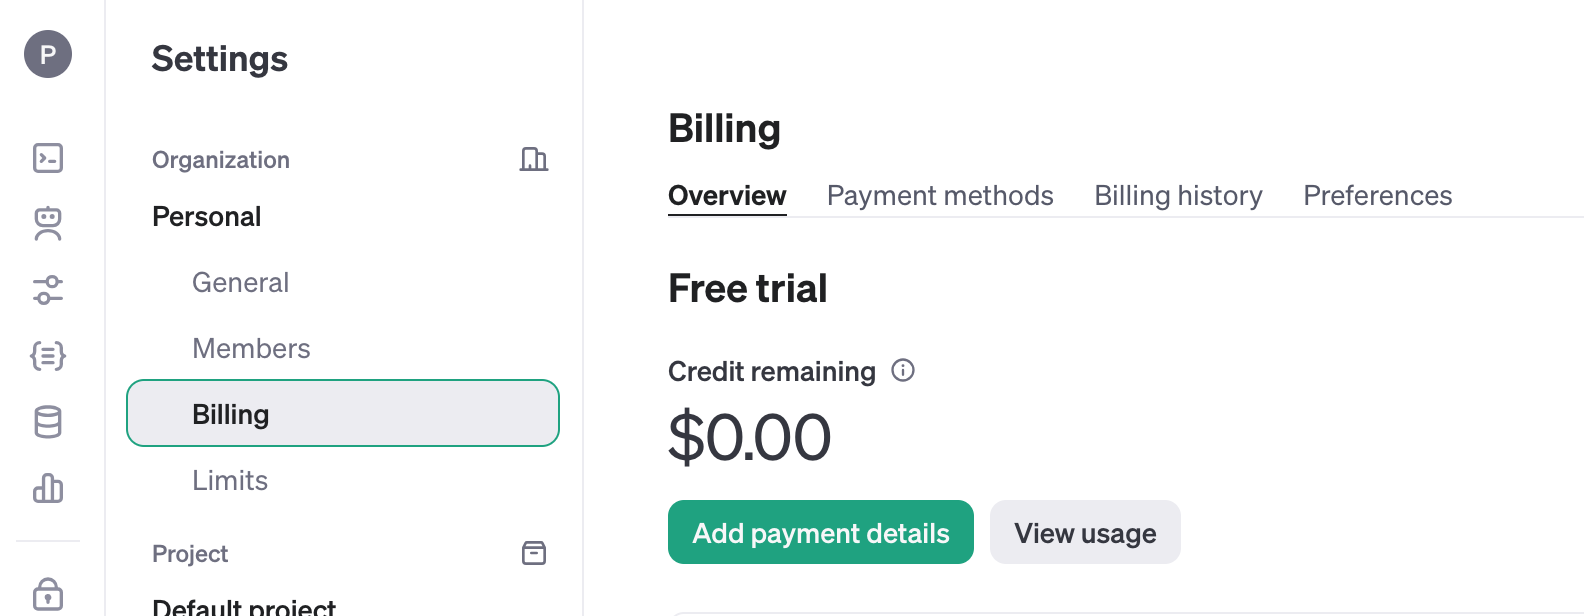 P
Settings
Organization
Personal
General
Members
Billing
Limits
Project
Default project
Billing
Overview Payment methods Billing history Preferences
Free trial
Credit remaining
$0.00
Add payment details View usage